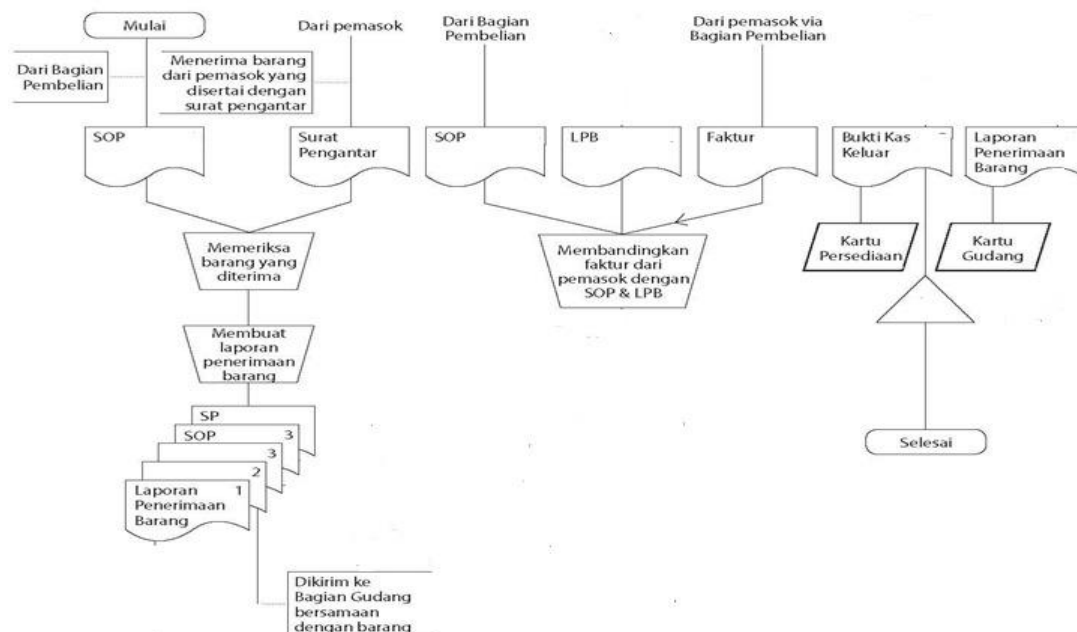 Mulai
Dari pemasok
Dari Bagian
Pembelian
Dari pemasok via
Bagian Pembelian
Dari Bagian
Pembelian
Menerima barang
dari pemasok yang
disertai dengan
surat pengantar
SOP
Surat
Pengantar
SOP
LPB
Faktur
Bukti Kas
Keluar
Laporan
Penerimaan
Barang
Memeriksa
barang yang
diterima
Membandingkan
faktur dari
pemasok dengan
SOP & LPB
Kartu
Persediaan
Kartu
Gudang
Membuat
laporan
penerimaan
barang
SP
SOP 3
3
2
Laporan 1
Penerimaan
Barang
Selesai
Dikirim ke
Bagian Gudang
bersamaan
dengan barang